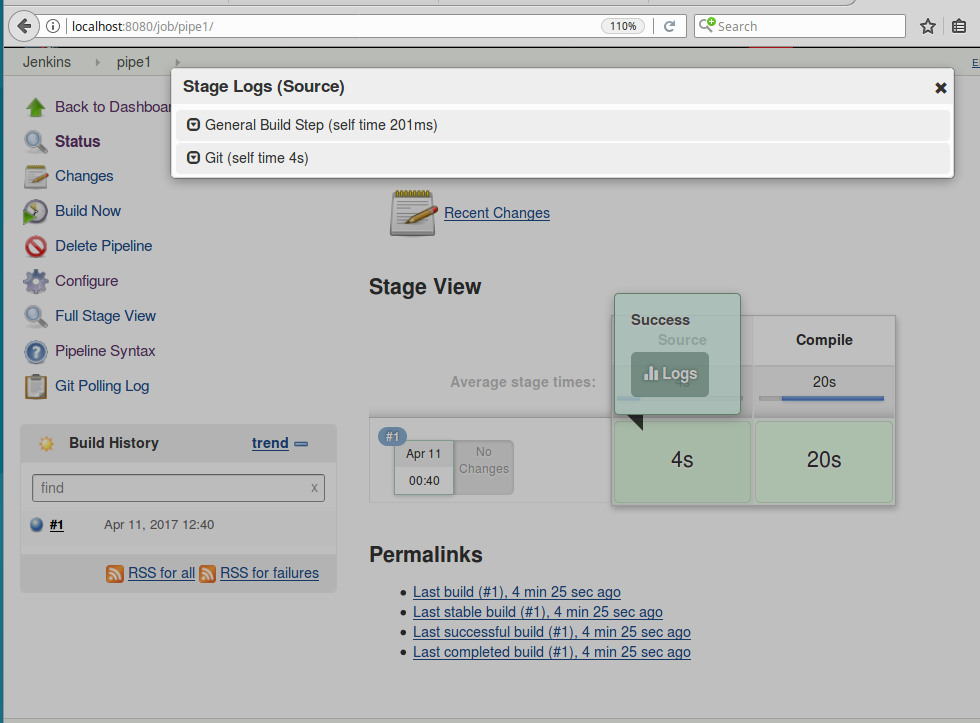 localhost:8080/job/pipe1/
110%
Search
Jenkins
pipe1
Stage Logs (Source)
General Build Step (self time 201ms)
Git (self time 4s)
Back to Dashboar
Status
Changes
Build Now
Delete Pipeline
Configure
Full Stage View
Pipeline Syntax
Git Polling Log
Build History
trend
find
x
#1
Apr 11, 2017 12:40
RSS for all
RSS for failures
Recent Changes
Stage View
Success
Source
Logs
Compile
Average stage times:
20s
#1
Apr 11
00:40
No
Changes
4s
20s
Permalinks
Last build (#1), 4 min 25 sec ago
Last stable build (#1), 4 min 25 sec ago
Last successful build (#1), 4 min 25 sec ago
Last completed build (#1), 4 min 25 sec ago